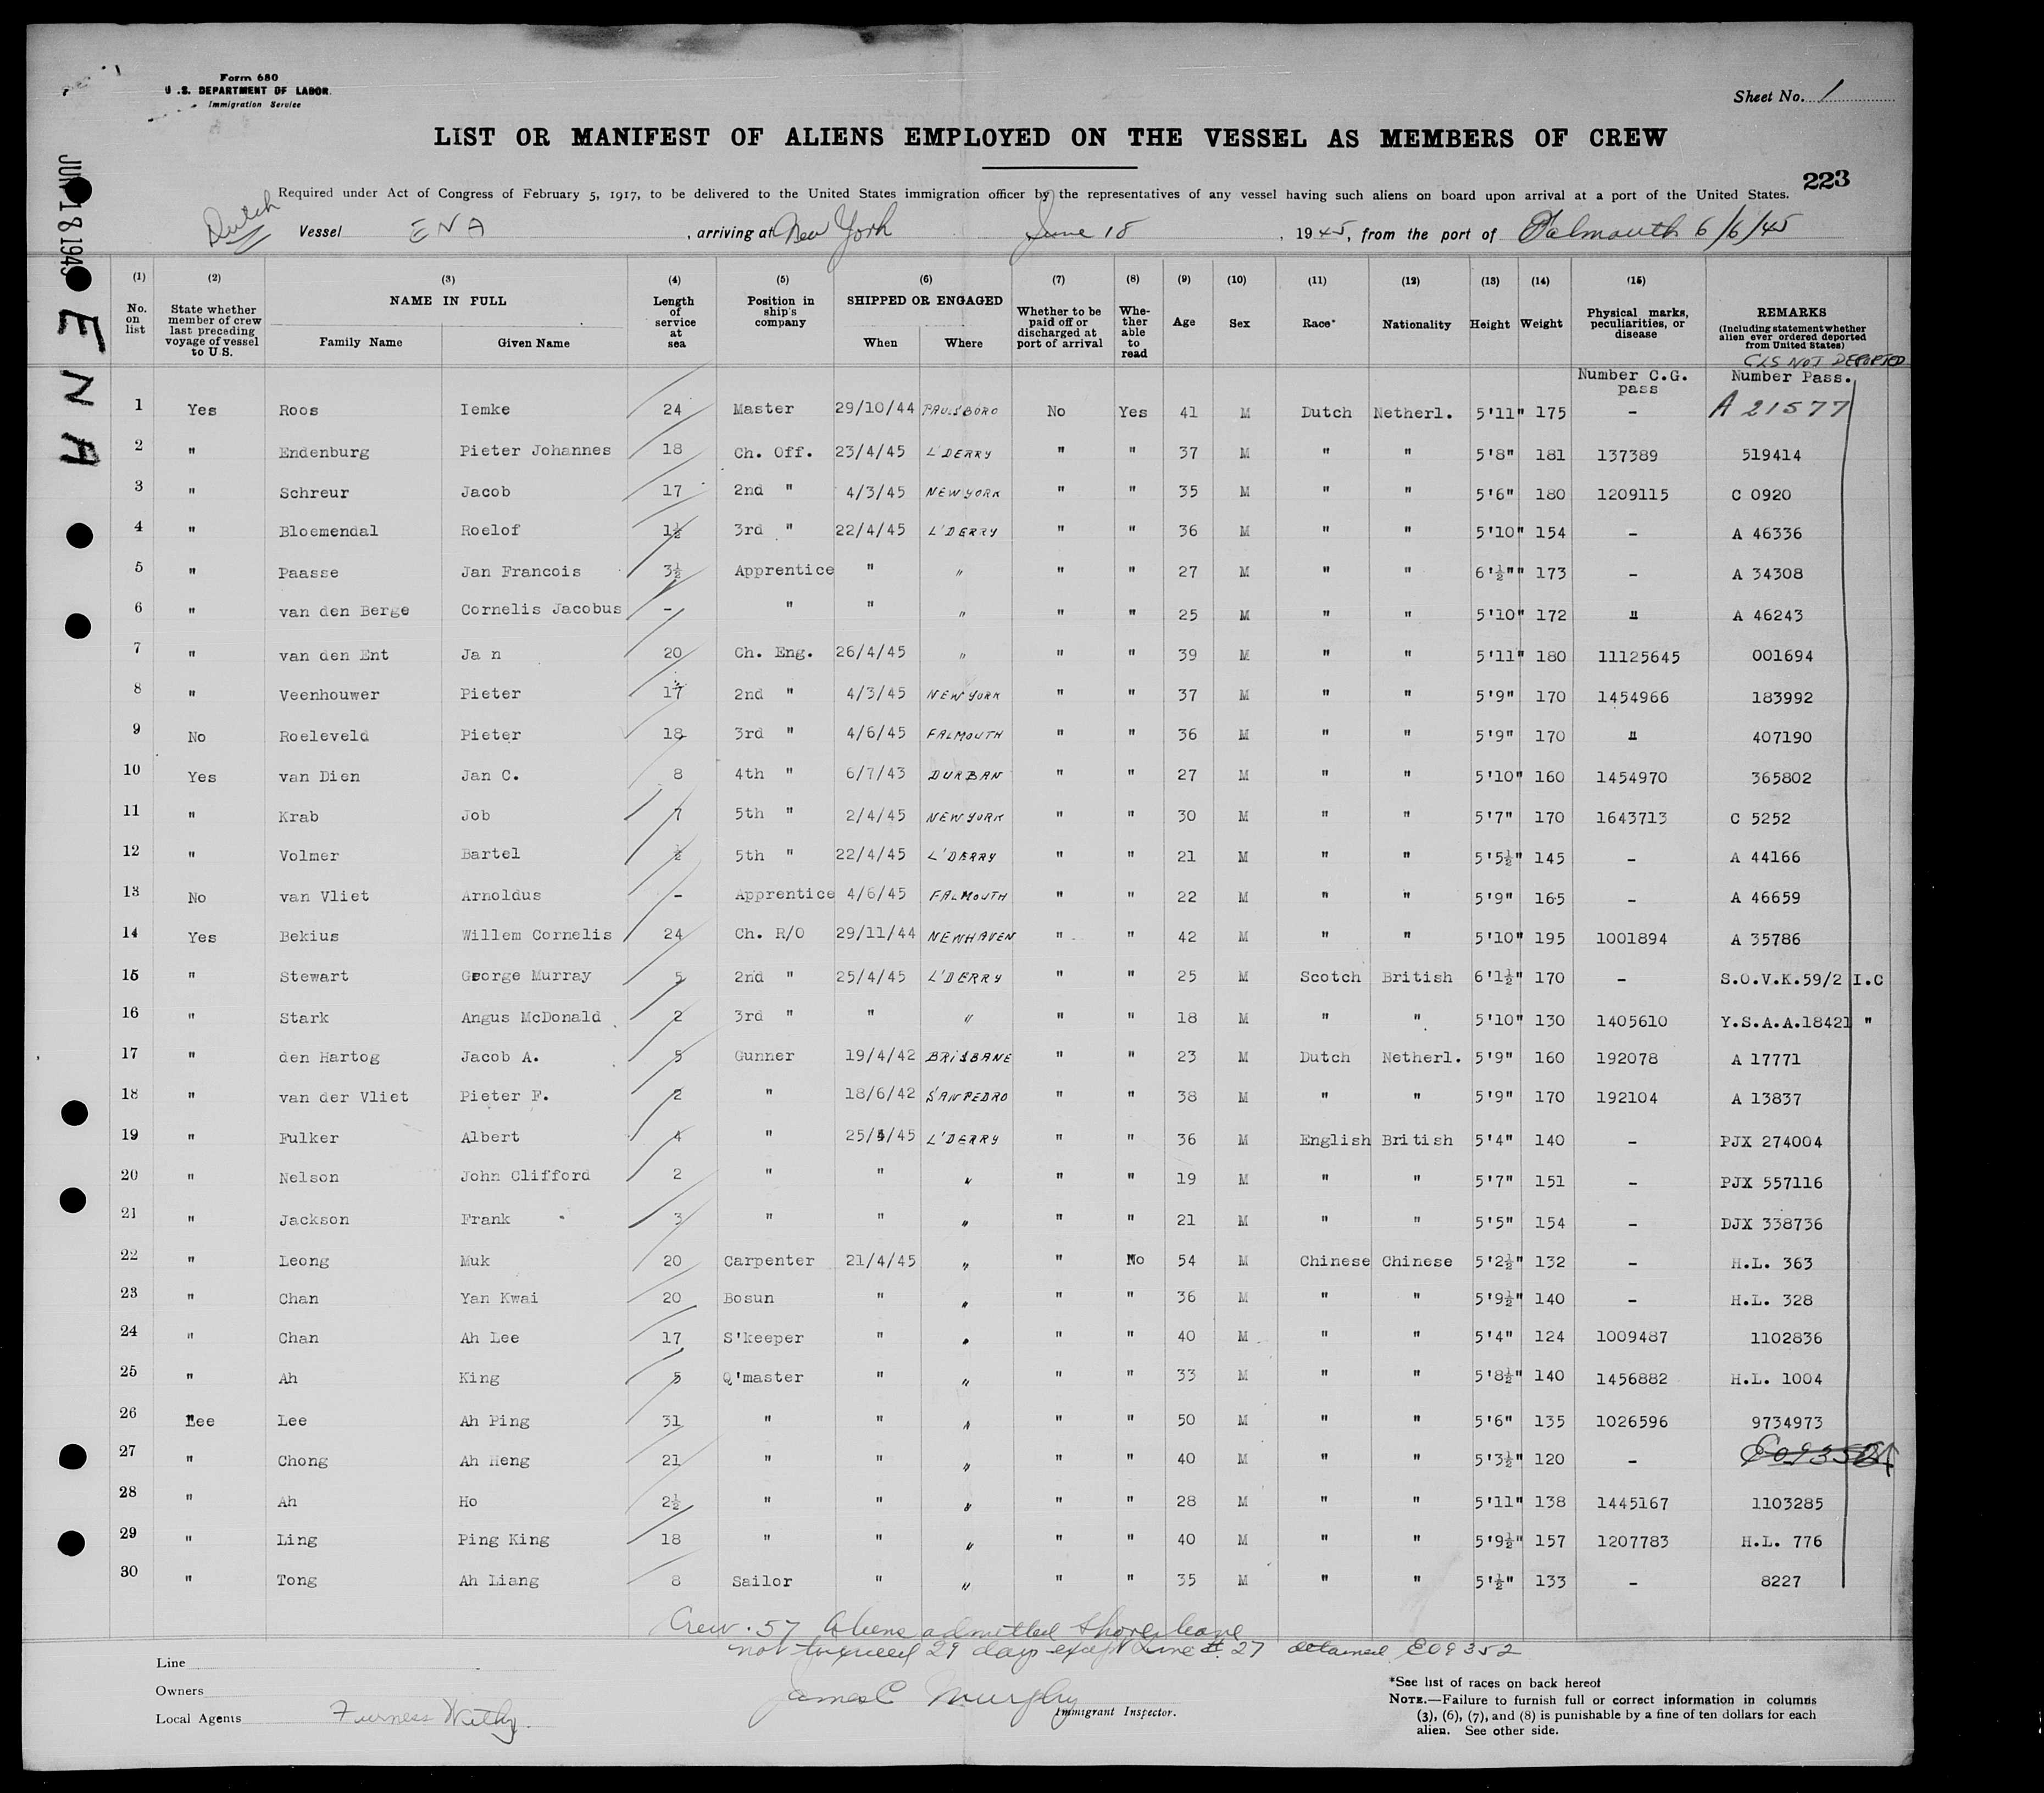 Form 680
U.S. DEPARTMENT OF LABOR
Immigration Service
Sheet No. 1
LIST OR MANIFEST OF ALIENS EMPLOYED ON THE VESSEL AS MEMBERS OF CREW
223
Required under Act of Congress of February 5, 1917, to be delivered to the United States immigration officer by the representatives of any vessel having such aliens on board upon arrival at a port of the United States.
Dutch Vessel ENA, arriving at New York June 18, 1945, from the port of Falmouth 6/6/45
JUN 18 1945
ENA
(1) (2) (3) (4) (5) (6) (7) (8) (9) (10) (11) (12) (13) (14) (15)
No. on list
State whether member of crew last preceding voyage of vessel to U.S.
NAME IN FULL
Family Name Given Name
Length of service at sea
Position in ship's company
SHIPPED OR ENGAGED
When Where
Whether to be paid off or discharged at port of arrival
Whe-ther able to read
Age
Sex
Race*
Nationality
Height
Weight
Physical marks, peculiarities, or disease
REMARKS
(Including statement whether alien ever ordered deported from United States)
CLS NOT DEPORTED
Number C.G. pass Number Pass.
1 Yes Roos Iemke 24 Master 29/10/44 PAULSBORO No Yes 41 M Dutch Netherl. 5'11" 175 - A 21577
2 " Endenburg Pieter Johannes 18 Ch. Off. 23/4/45 L'DERRY " " 37 M " " 5'8" 181 137389 519414
3 " Schreur Jacob 17 2nd " 4/3/45 NEW YORK " " 35 M " " 5'6" 180 1209115 C 0920
4 " Bloemendal Roelof 1½ 3rd " 22/4/45 L'DERRY " " 36 M " " 5'10" 154 - A 46336
5 " Paasse Jan Francois 3½ Apprentice " " " " 27 M " " 6'½"" 173 - A 34308
6 " van den Berge Cornelis Jacobus - " " " " " 25 M " " 5'10" 172 " A 46243
7 " van den Ent Ja n 20 Ch. Eng. 26/4/45 " " " 39 M " " 5'11" 180 11125645 001694
8 " Veenhouwer Pieter 17 2nd " 4/3/45 NEW YORK " " 37 M " " 5'9" 170 1454966 183992
9 No Roeleveld Pieter 18 3rd " 4/6/45 FALMOUTH " " 36 M " " 5'9" 170 " 407190
10 Yes van Dien Jan C. 8 4th " 6/7/43 DURBAN " " 27 M " " 5'10" 160 1454970 365802
11 " Krab Job 7 5th " 2/4/45 NEW YORK " " 30 M " " 5'7" 170 1643713 C 5252
12 " Volmer Bartel ½ 5th " 22/4/45 L'DERRY " " 21 M " " 5'5½" 145 - A 44166
13 No van Vliet Arnoldus - Apprentice 4/6/45 FALMOUTH " " 22 M " " 5'9" 165 - A 46659
14 Yes Bekius Willem Cornelis 24 Ch. R/O 29/11/44 NEWHAVEN " " 42 M " " 5'10" 195 1001894 A 35786
15 " Stewart George Murray 5 2nd " 25/4/45 L'DERRY " " 25 M Scotch British 6'1½" 170 - S.O.V.K.59/2 I.C
16 " Stark Angus McDonald 2 3rd " " " " " 18 M " " 5'10" 130 1405610 Y.S.A.A.18421 "
17 " den Hartog Jacob A. 5 Gunner 19/4/42 BRISBANE " " 23 M Dutch Netherl. 5'9" 160 192078 A 17771
18 " van der Vliet Pieter F. 2 " 18/6/42 SAN PEDRO " " 38 M " " 5'9" 170 192104 A 13837
19 " Fulker Albert 4 " 25/4/45 L'DERRY " " 36 M English British 5'4" 140 - PJX 274004
20 " Nelson John Clifford 2 " " " " " 19 M " " 5'7" 151 - PJX 557116
21 " Jackson Frank 3 " " " " " 21 M " " 5'5" 154 - DJX 338736
22 " Leong Muk 20 Carpenter 21/4/45 " " No 54 M Chinese Chinese 5'2½" 132 - H.L. 363
23 " Chan Yan Kwai 20 Bosun " " " " 36 M " " 5'9½" 140 - H.L. 328
24 " Chan Ah Lee 17 S'keeper " " " " 40 M " " 5'4" 124 1009487 1102836
25 " Ah King 5 Q'master " " " " 33 M " " 5'8½" 140 1456882 H.L. 1004
26 Lee Lee Ah Ping 31 " " " " " 50 M " " 5'6" 135 1026596 9734973
27 " Chong Ah Heng 21 " " " " " 40 M " " 5'3½" 120 -
28 " Ah Ho 2½ " " " " " 28 M " " 5'11" 138 1445167 1103285
29 " Ling Ping King 18 " " " " " 40 M " " 5'9½" 157 1207783 H.L. 776
30 " Tong Ah Liang 8 Sailor " " " " 35 M " " 5'½" 133 - 8227
Crew. 57 Aliens admitted shore leave
not to exceed 29 days except Line # 27 detained E09352
Line
Owners
Local Agents Furness Withy
James C Murphy
Immigrant Inspector.
*See list of races on back hereof
NOTE.—Failure to furnish full or correct information in columns (3), (6), (7), and (8) is punishable by a fine of ten dollars for each alien. See other side.